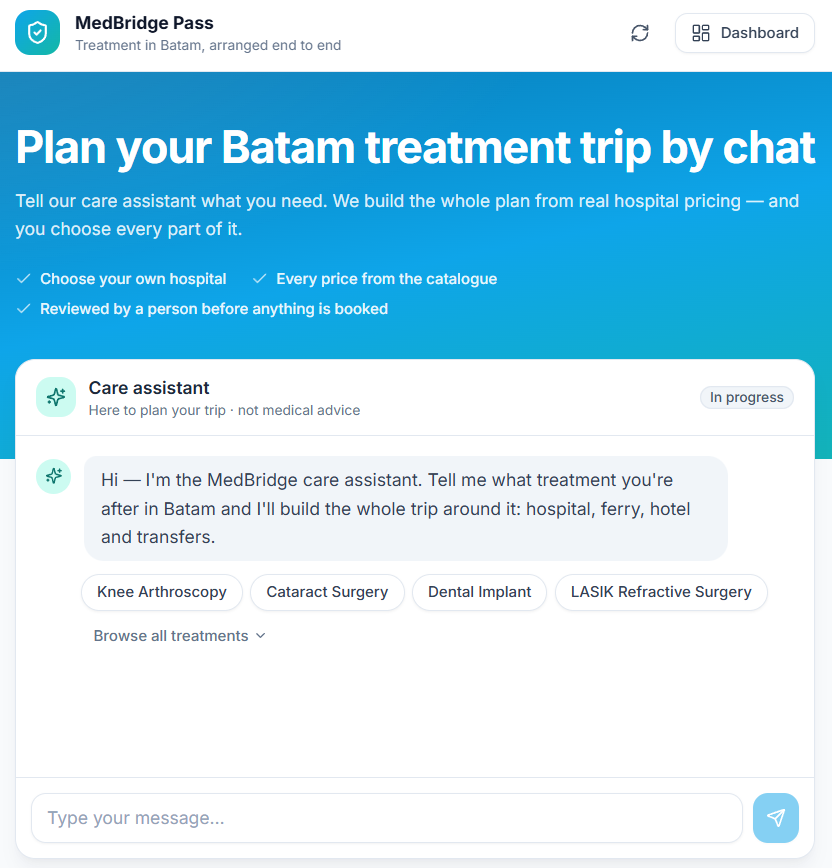 MedBridge Pass
Treatment in Batam, arranged end to end
Dashboard
Plan your Batam treatment trip by chat
Tell our care assistant what you need. We build the whole plan from real hospital pricing — and
you choose every part of it.
Choose your own hospital
Every price from the catalogue
Reviewed by a person before anything is booked
Care assistant
Here to plan your trip · not medical advice
In progress
Hi — I'm the MedBridge care assistant. Tell me what treatment you're
after in Batam and I'll build the whole trip around it: hospital, ferry, hotel
and transfers.
Knee Arthroscopy
Cataract Surgery
Dental Implant
LASIK Refractive Surgery
Browse all treatments
Type your message...